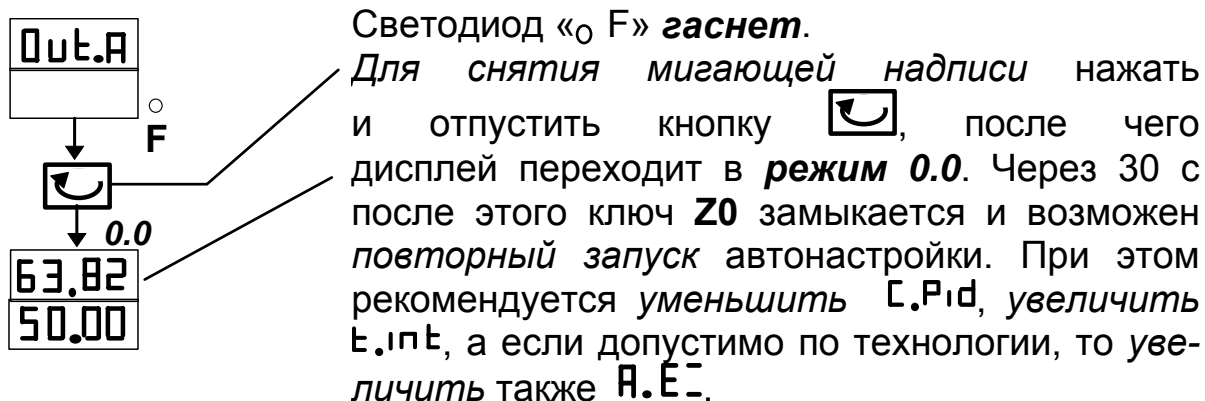 Out.A
F
0.0
63.82
50.00
Светодиод «○ F» гаснет.
Для снятия мигающей надписи нажать
и отпустить кнопку , после чего
дисплей переходит в режим 0.0. Через 30 с
после этого ключ Z0 замыкается и возможен
повторный запуск автонастройки. При этом
рекомендуется уменьшить C.Pid, увеличить
t.int, а если допустимо по технологии, то уве-
личить также A.E.